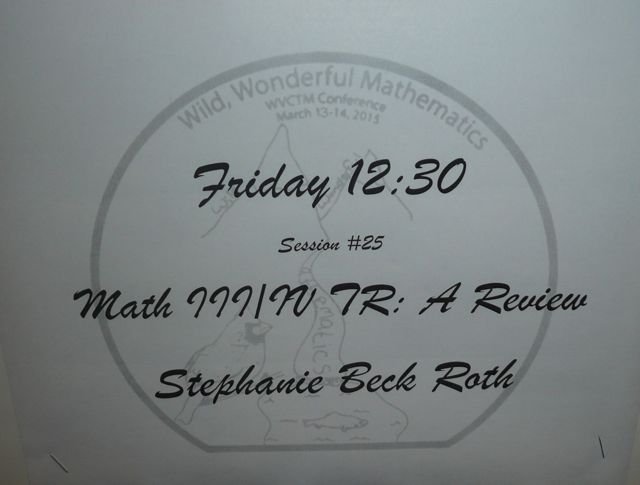 Wild, Wonderful Mathematics
WVCTM Conference
March 13-14, 2015
Friday 12:30
Session #25
Math III/IV TR: A Review
Stephanie Beck Roth